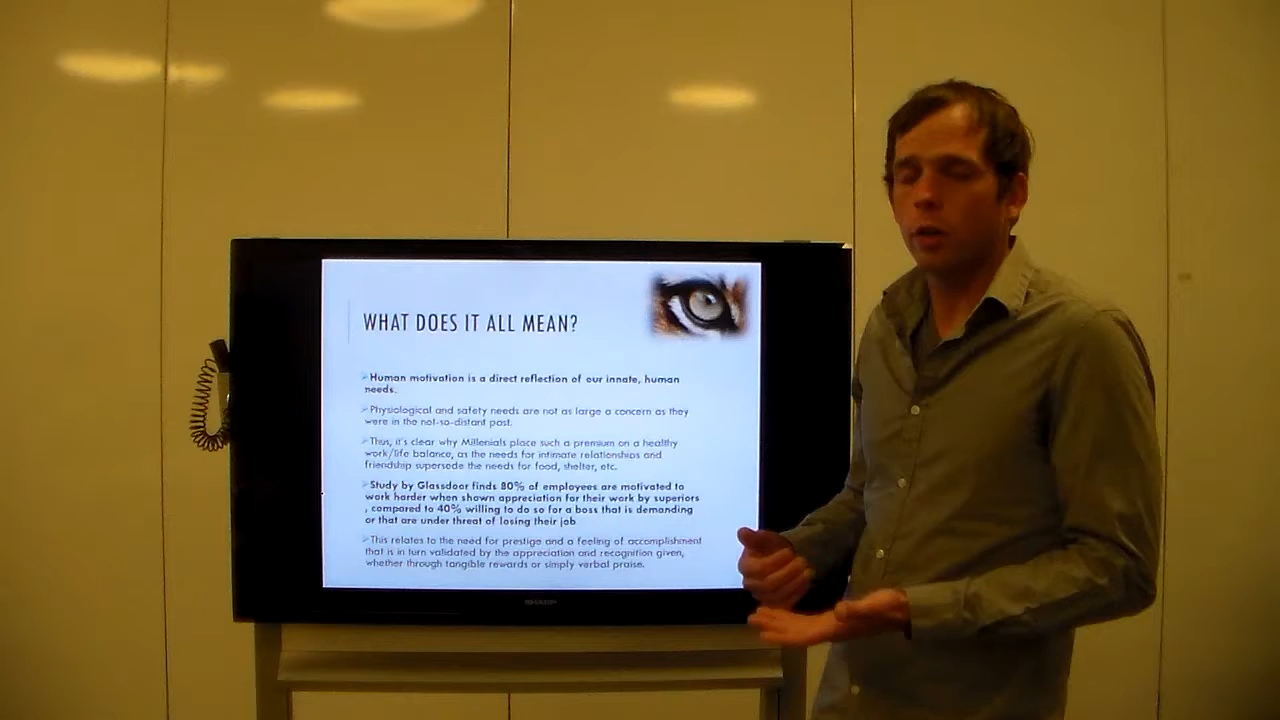 WHAT DOES IT ALL MEAN?
➢Human motivation is a direct reflection of our innate, human
needs.
➢Physiological and safety needs are not as large a concern as they
were in the not-so-distant past.
➢Thus, it's clear why Millenials place such a premium on a healthy
work/life balance, as the needs for intimate relationships and
friendship supersede the needs for food, shelter, etc.
➢Study by Glassdoor finds 80% of employees are motivated to
work harder when shown appreciation for their work by superiors
, compared to 40% willing to do so for a boss that is demanding
or that are under threat of losing their job
➢This relates to the need for prestige and a feeling of accomplishment
that is in turn validated by the appreciation and recognition given,
whether through tangible rewards or simply verbal praise.